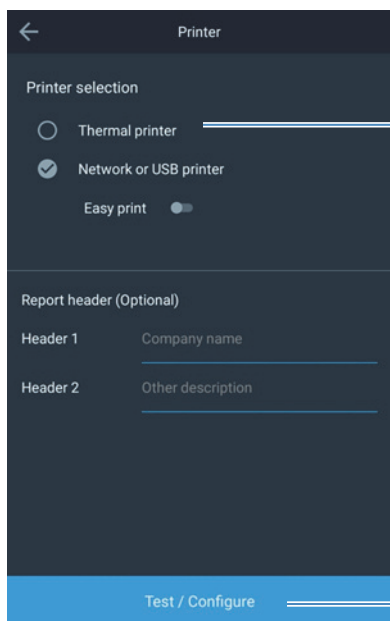 Printer
Printer selection
Thermal printer
Network or USB printer
Easy print
Report header (Optional)
Header 1 Company name
Header 2 Other description
Test / Configure